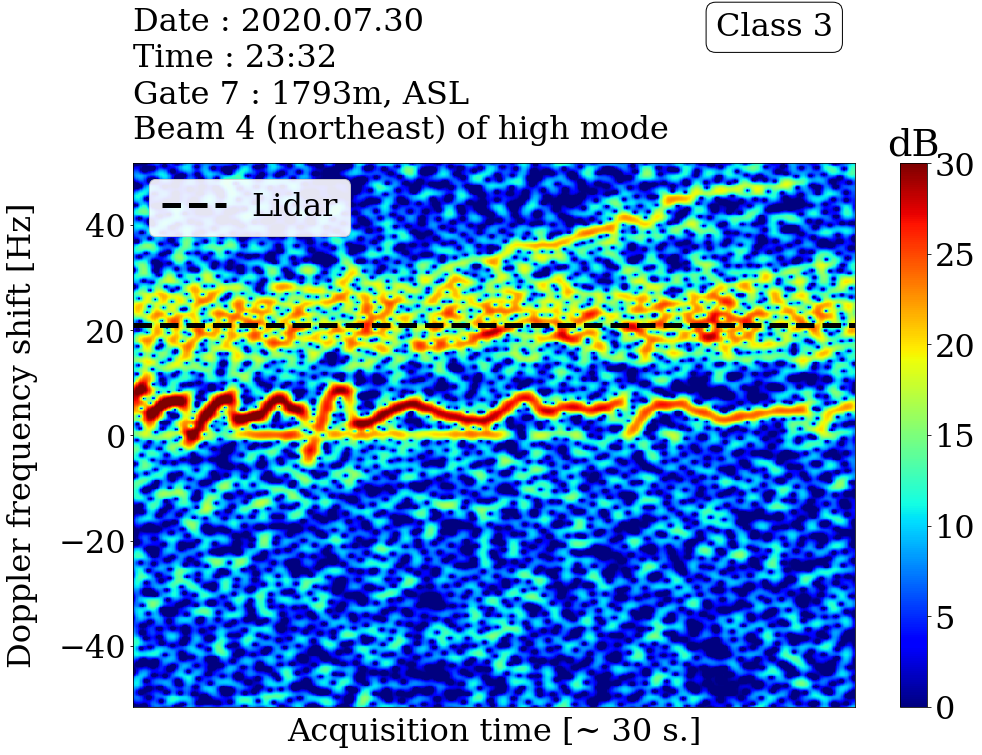 Date : 2020.07.30
Class 3
Time : 23:32
Gate 7 : 1793m, ASL
Beam 4 (northeast) of high mode
dB
Lidar
Doppler frequency shift [Hz]
40
20
0
−20
−40
30
25
20
15
10
5
0
Acquisition time [~ 30 s.]